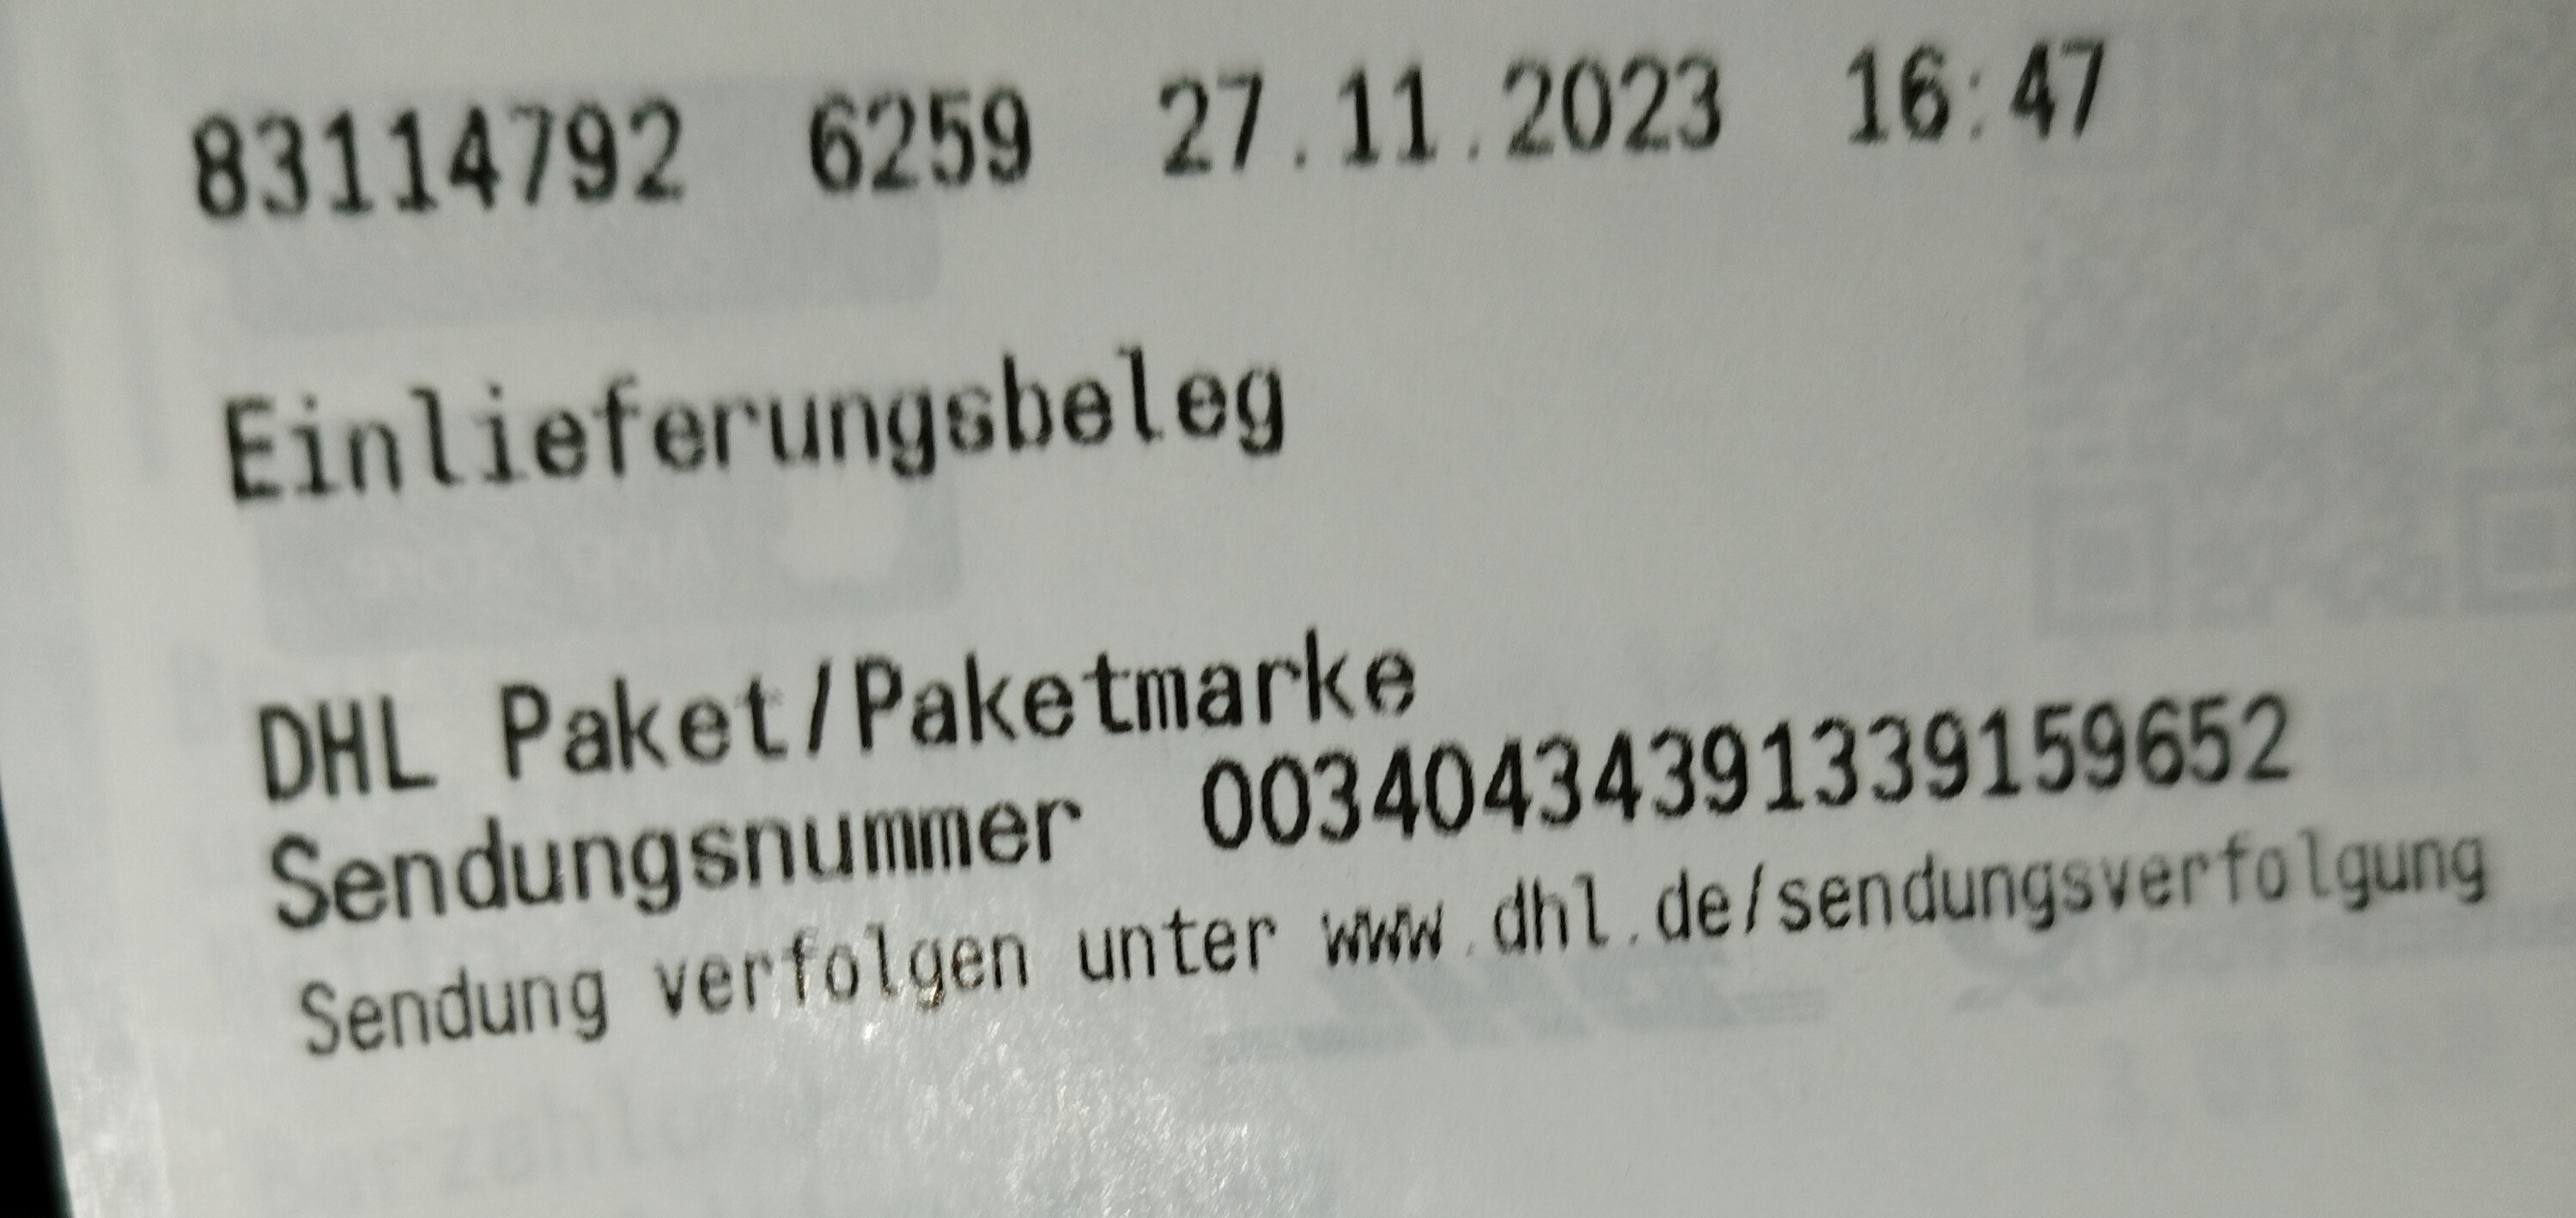 83114792 6259 27.11.2023 16:47
Einlieferungsbeleg
DHL Paket/Paketmarke
Sendungsnummer 00340434391339159652
Sendung verfolgen unter www.dhl.de/sendungsverfolgung